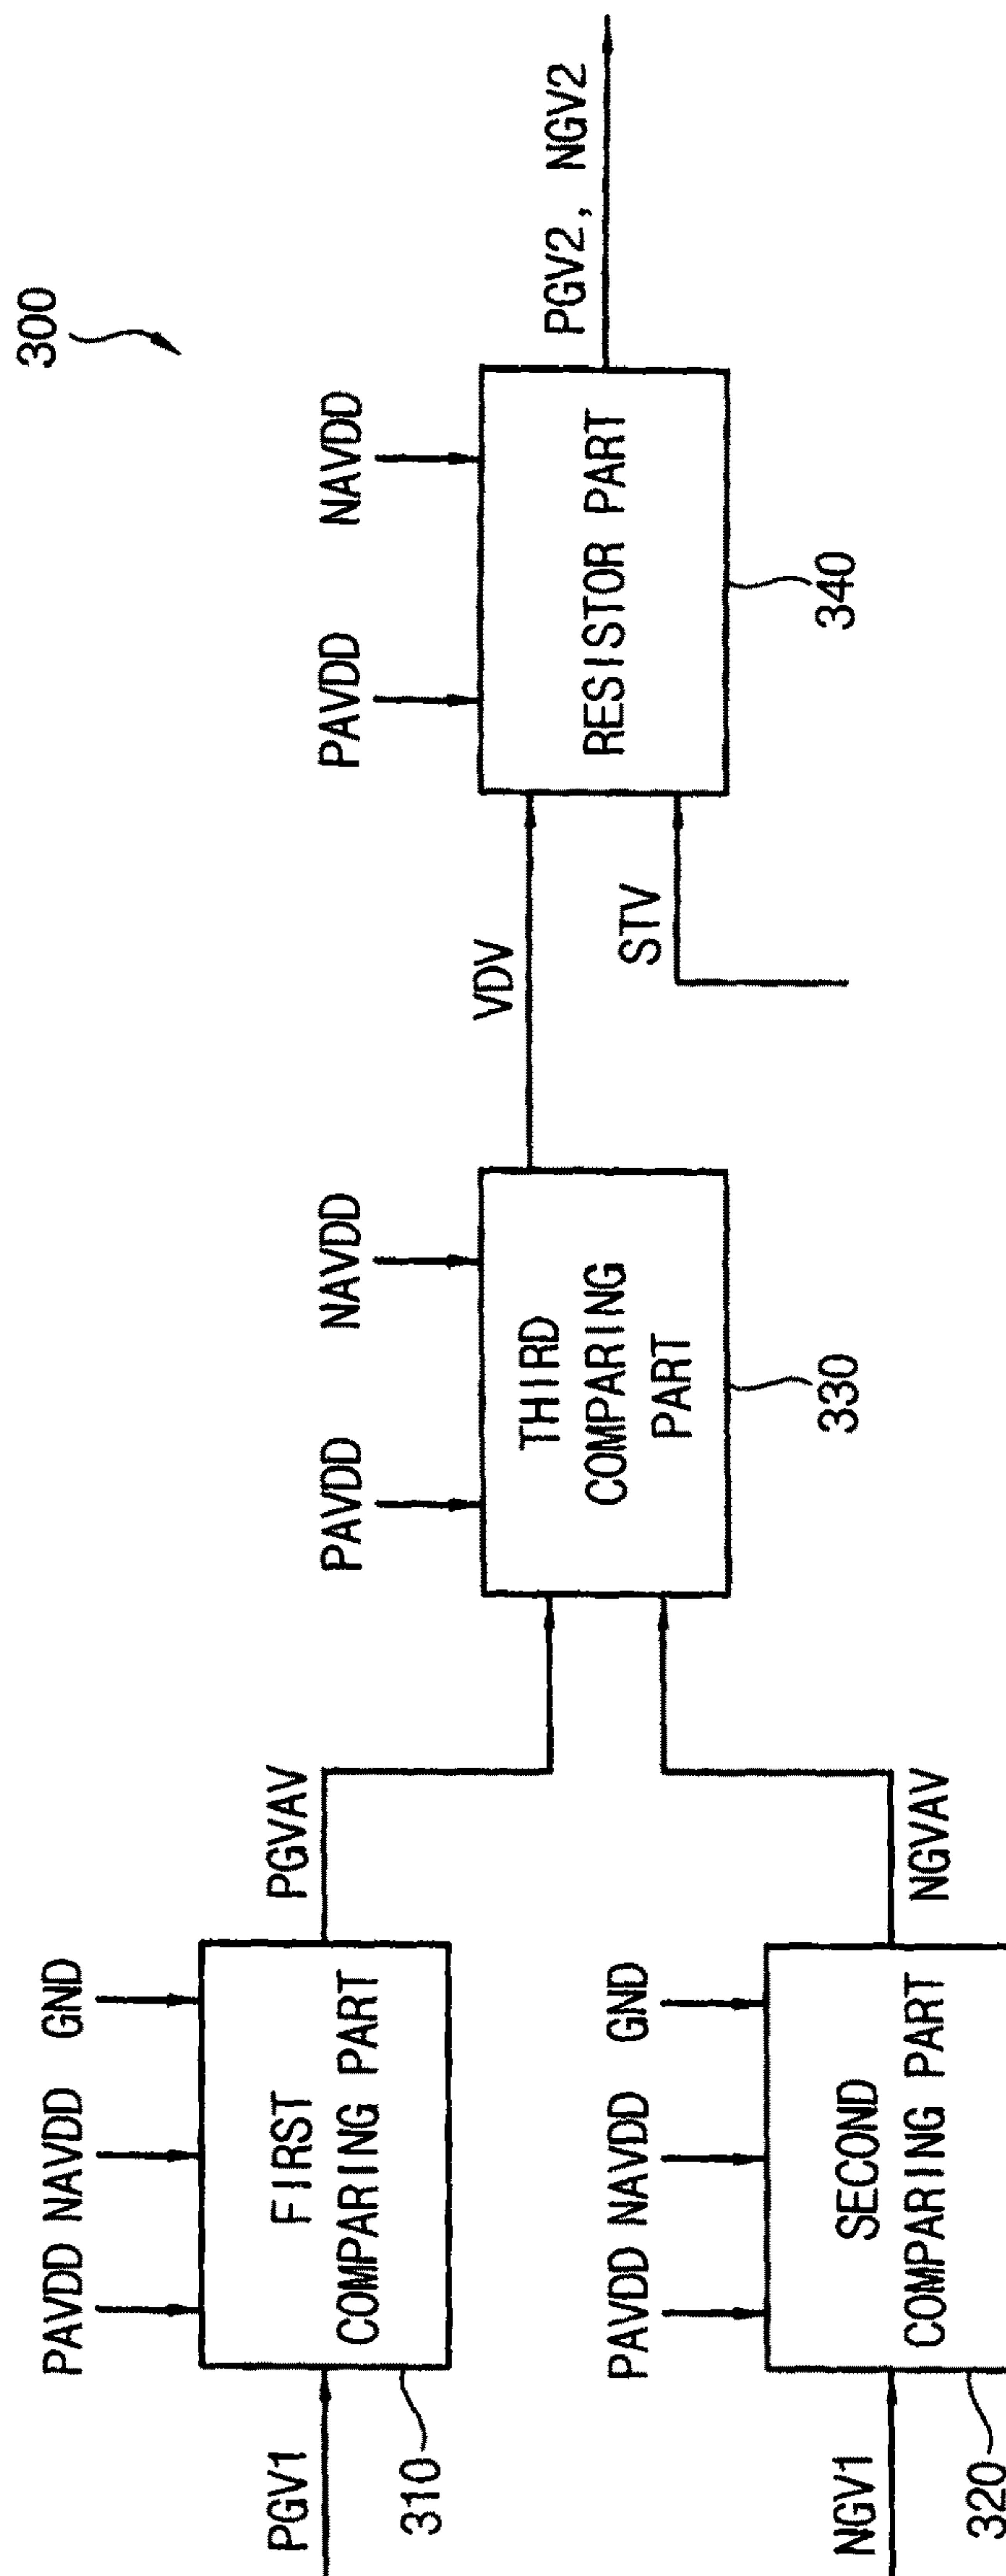 300
PAVDD NAVDD GND
PGV1
FIRST
COMPARING PART
310
PGVAV
PAVDD NAVDD GND
NGV1
SECOND
COMPARING PART
320
NGVAV
PAVDD
NAVDD
THIRD
COMPARING
PART
330
VDV
STV
PAVDD
NAVDD
RESISTOR PART
340
PGV2, NGV2